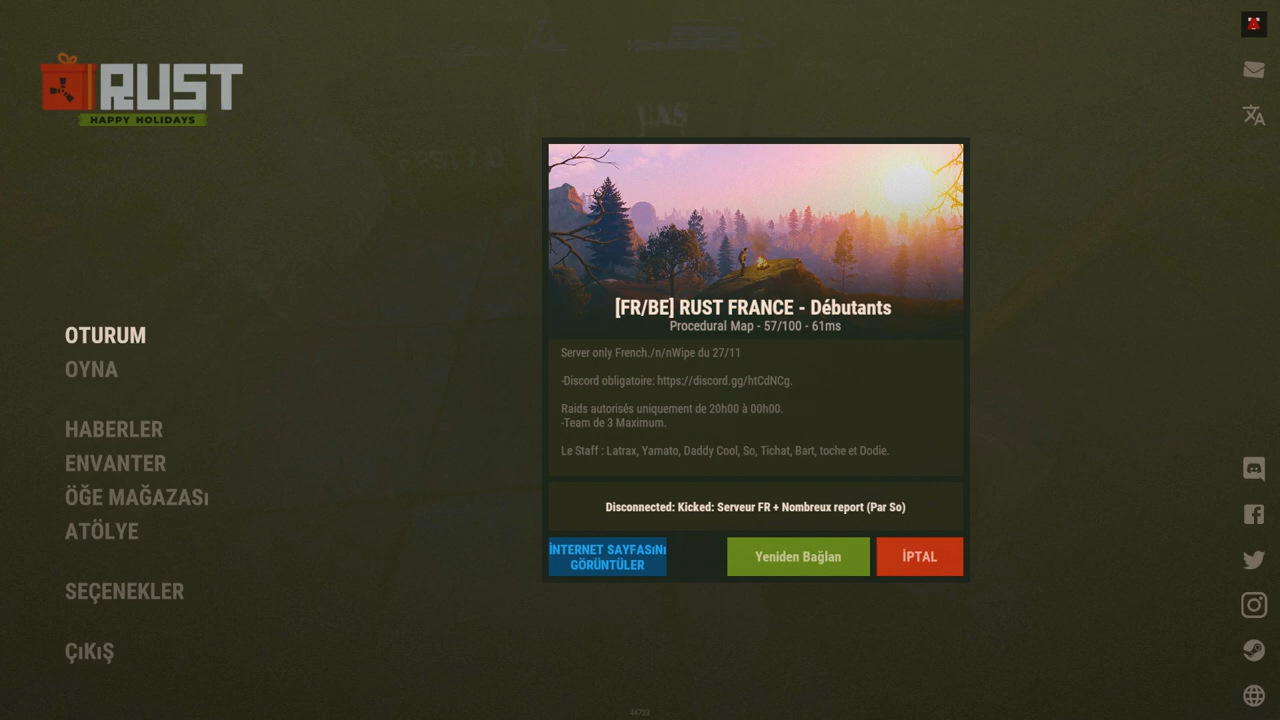 RUST
HAPPY HOLIDAYS
OTURUM
OYNA
HABERLER
ENVANTER
ÖĞE MAĞAZASı
ATÖLYE
SEÇENEKLER
ÇıKıŞ
[FR/BE] RUST FRANCE - Débutants
Procedural Map - 57/100 - 61ms
Server only French./n/nWipe du 27/11
-Discord obligatoire: https://discord.gg/htCdNCg.
Raids autorisés uniquement de 20h00 à 00h00.
-Team de 3 Maximum.
Le Staff : Latrax, Yamato, Daddy Cool, So, Tichat, Bart, toche et Dodie.
Disconnected: Kicked: Serveur FR + Nombreux report (Par So)
İNTERNET SAYFASıNı
GÖRÜNTÜLER
Yeniden Bağlan
İPTAL